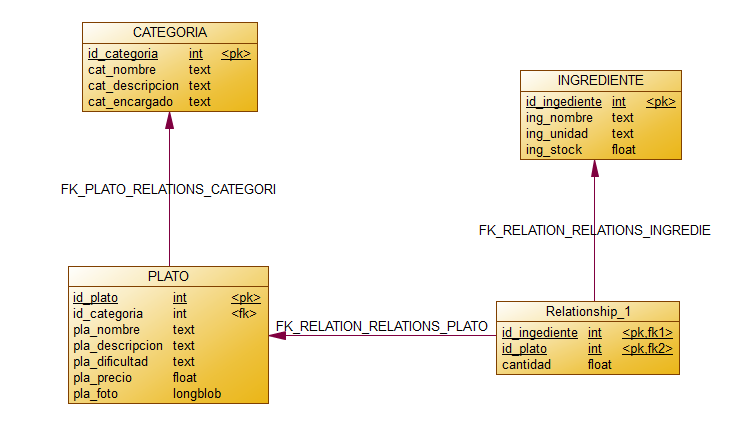 CATEGORIA
id_categoria int <pk>
cat_nombre text
cat_descripcion text
cat_encargado text
INGREDIENTE
id_ingediente int <pk>
ing_nombre text
ing_unidad text
ing_stock float
FK_PLATO_RELATIONS_CATEGORI
FK_RELATION_RELATIONS_INGREDIE
PLATO
id_plato int <pk>
id_categoria int <fk>
pla_nombre text
pla_descripcion text
pla_dificultad text
pla_precio float
pla_foto longblob
FK_RELATION_RELATIONS_PLATO
Relationship_1
id_ingediente int <pk,fk1>
id_plato int <pk,fk2>
cantidad float